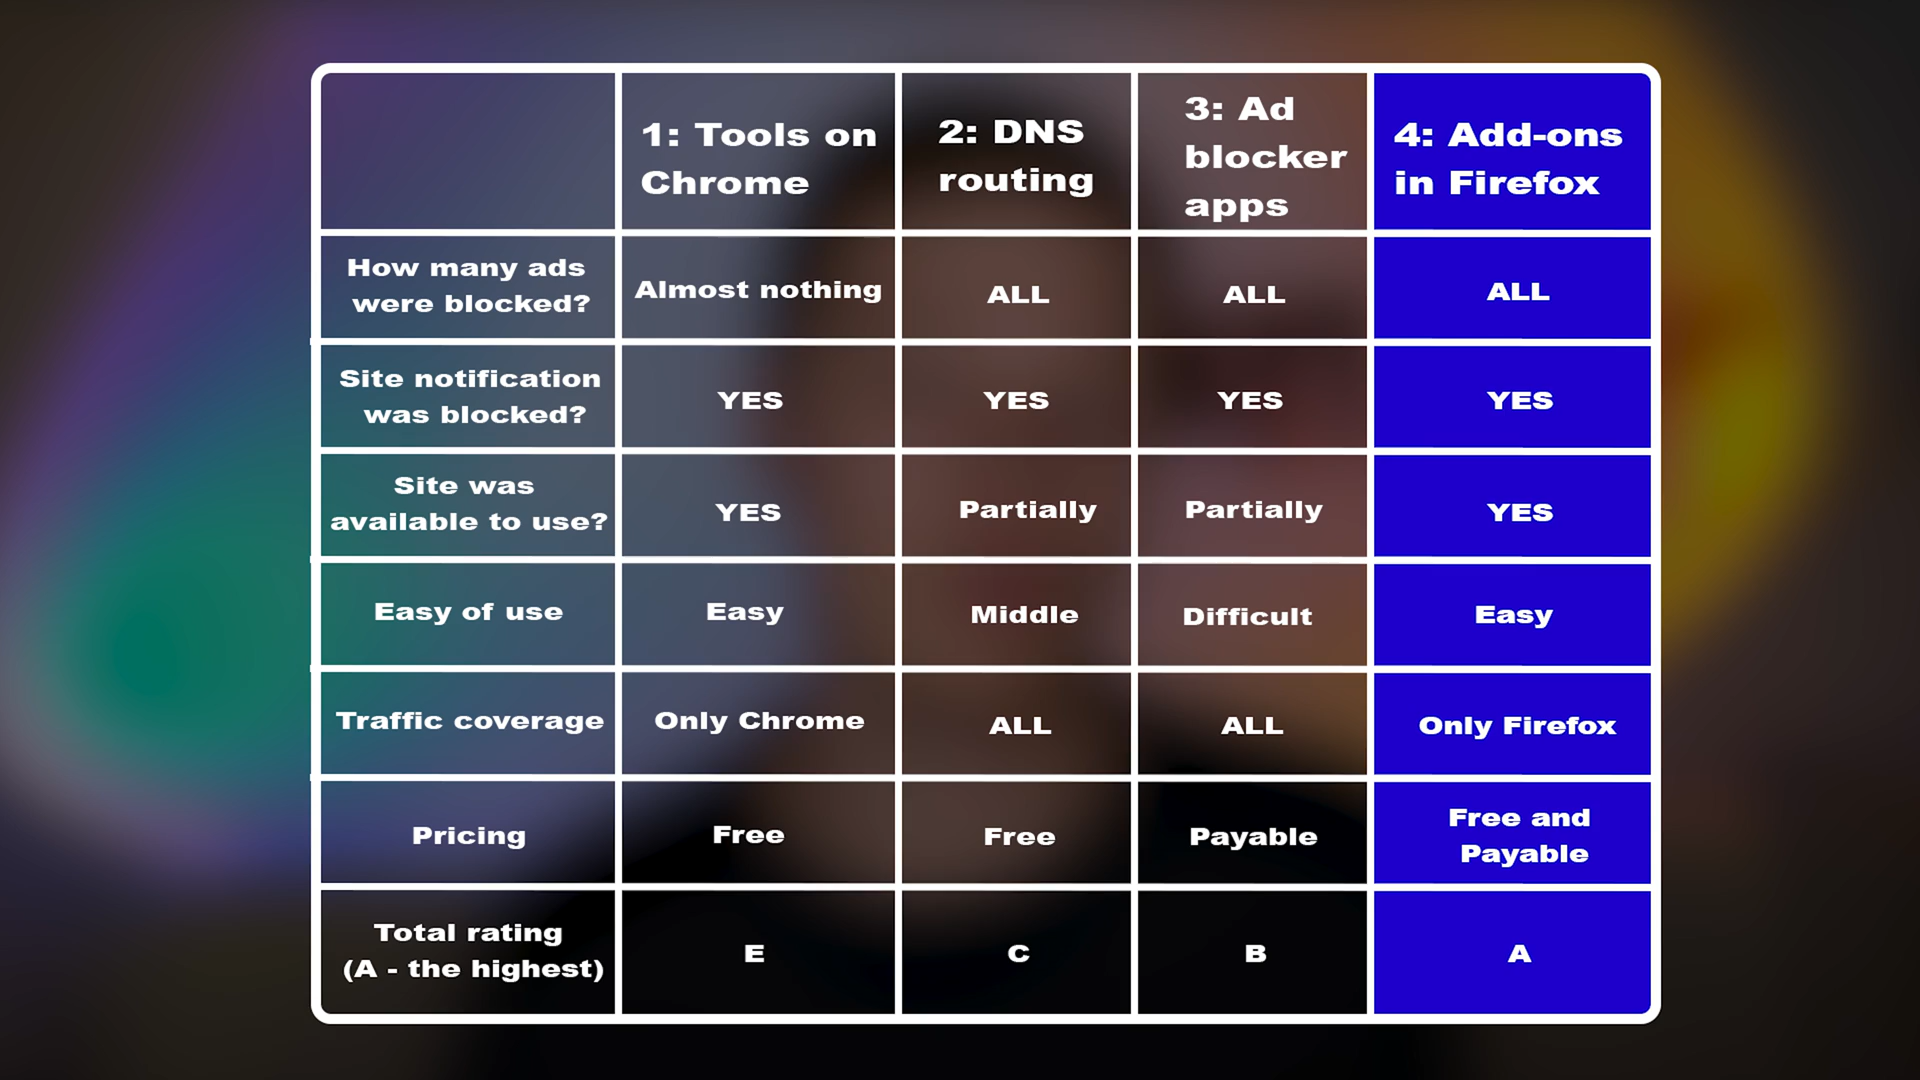 1: Tools on
Chrome
2: DNS
routing
3: Ad
blocker
apps
4: Add-ons
in Firefox
How many ads
were blocked?
Almost nothing
ALL
ALL
ALL
Site notification
was blocked?
YES
YES
YES
YES
Site was
available to use?
YES
Partially
Partially
YES
Easy of use
Easy
Middle
Difficult
Easy
Traffic coverage
Only Chrome
ALL
ALL
Only Firefox
Pricing
Free
Free
Payable
Free and
Payable
Total rating
(A - the highest)
E
C
B
A